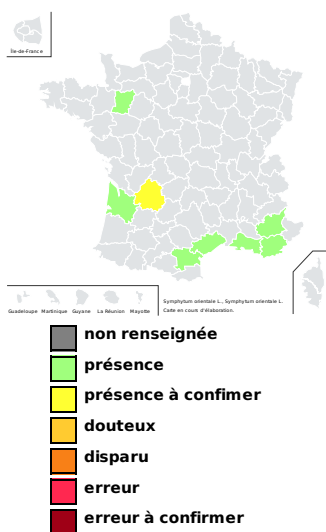 Île-de-France
Guadeloupe Martinique Guyane La Réunion Mayotte
Symphytum orientale L., Symphytum orientale L.
Carte en cours d'élaboration.
non renseignée
présence
présence à confimer
douteux
disparu
erreur
erreur à confirmer